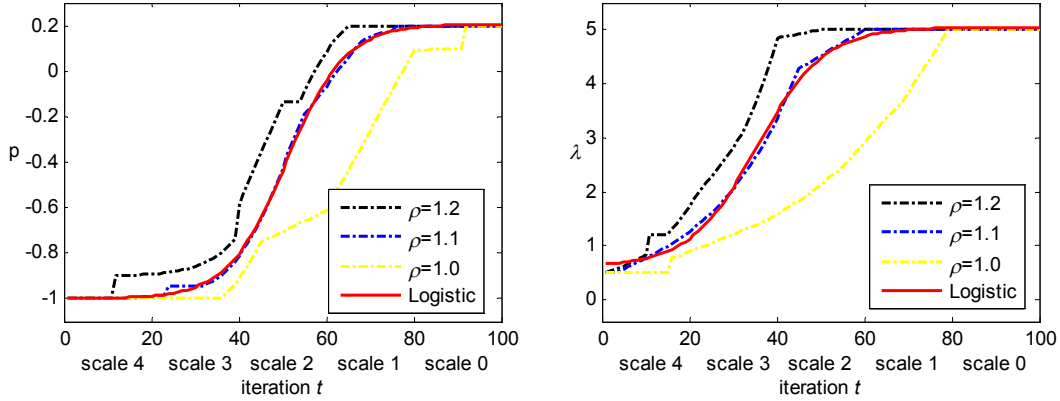 0.2
0
-0.2
-0.4
-0.6
-0.8
-1
p
ρ=1.2
ρ=1.1
ρ=1.0
Logistic
0 20 40 60 80 100
scale 4 scale 3 scale 2 scale 1 scale 0
iteration t
5
4
3
2
1
0
λ
ρ=1.2
ρ=1.1
ρ=1.0
Logistic
0 20 40 60 80 100
scale 4 scale 3 scale 2 scale 1 scale 0
iteration t